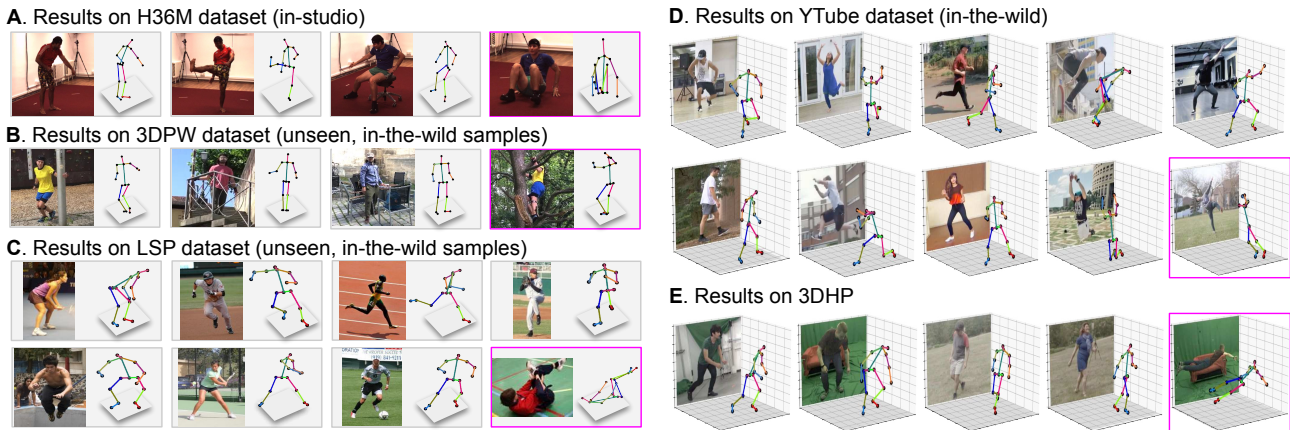 A. Results on H36M dataset (in-studio)
B. Results on 3DPW dataset (unseen, in-the-wild samples)
C. Results on LSP dataset (unseen, in-the-wild samples)
D. Results on YTube dataset (in-the-wild)
E. Results on 3DHP